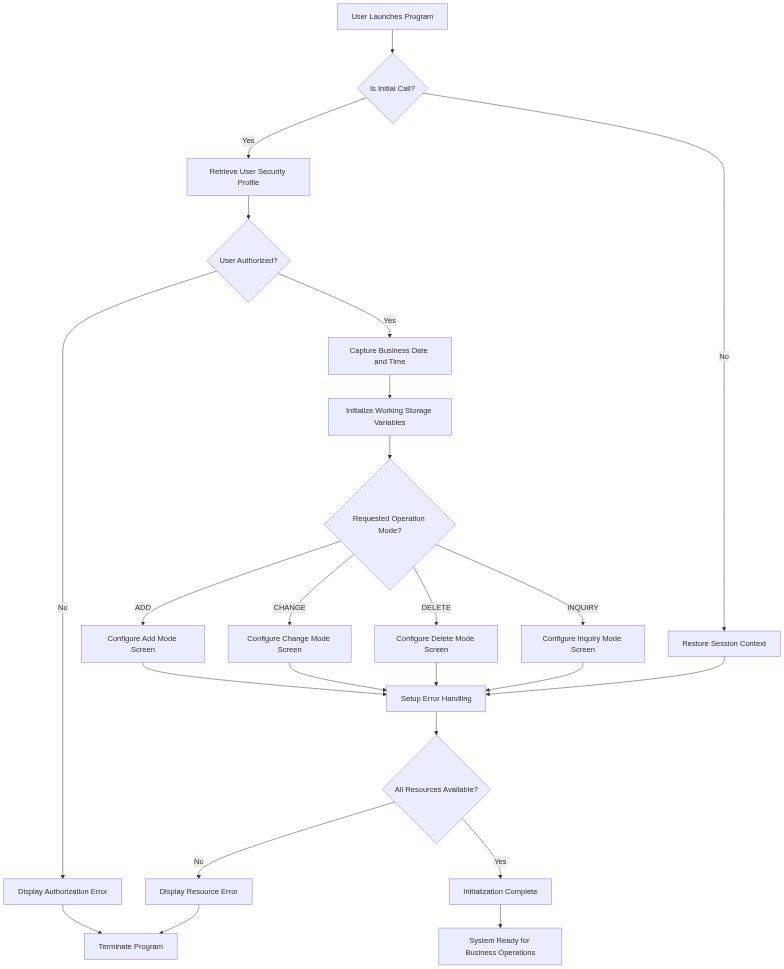 User Launches Program
Is Initial Call?
Yes
Retrieve User Security
Profile
User Authorized?
Yes
Capture Business Date
and Time
No
Initialize Working Storage
Variables
Requested Operation
Mode?
No
ADD
CHANGE
DELETE
INQUIRY
Configure Add Mode
Screen
Configure Change Mode
Screen
Configure Delete Mode
Screen
Configure Inquiry Mode
Screen
Restore Session Context
Setup Error Handling
All Resources Available?
No
Yes
Display Authorization Error
Display Resource Error
Initialization Complete
Terminate Program
System Ready for
Business Operations